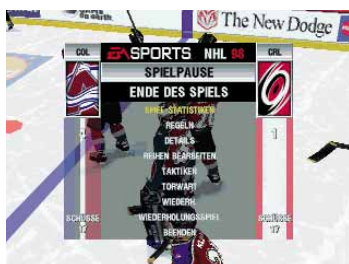 The New Dodge
COL EA SPORTS NHL 98 CRL
SPIELPAUSE
ENDE DES SPIELS
SPIEL-STATISTIKEN
REGELN
DETAILS
REIHEN BEARBEITEN
TAKTIKEN
1
TORWART
WIEDERH.
WIEDERHOLUNGSSPIEL
SCHÜSSE SCHÜSSE
17 17
BEENDEN